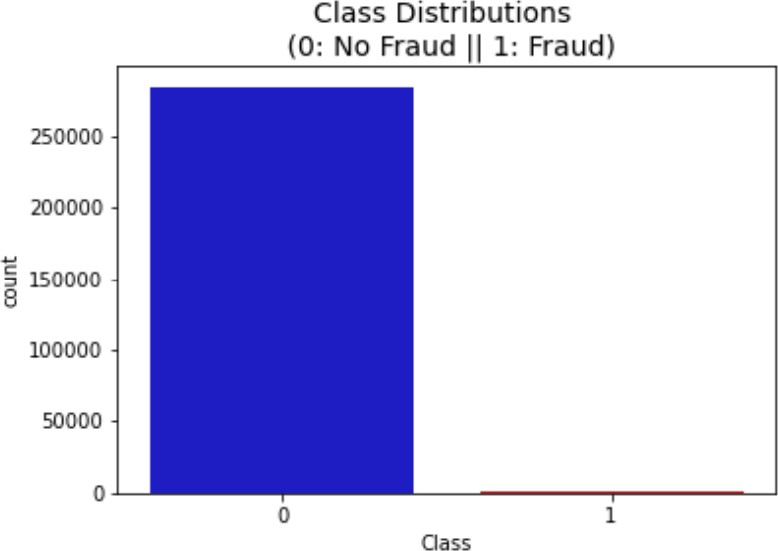 Class Distributions
(0: No Fraud || 1: Fraud)
250000
200000
150000
100000
50000
0
count
0 1
Class